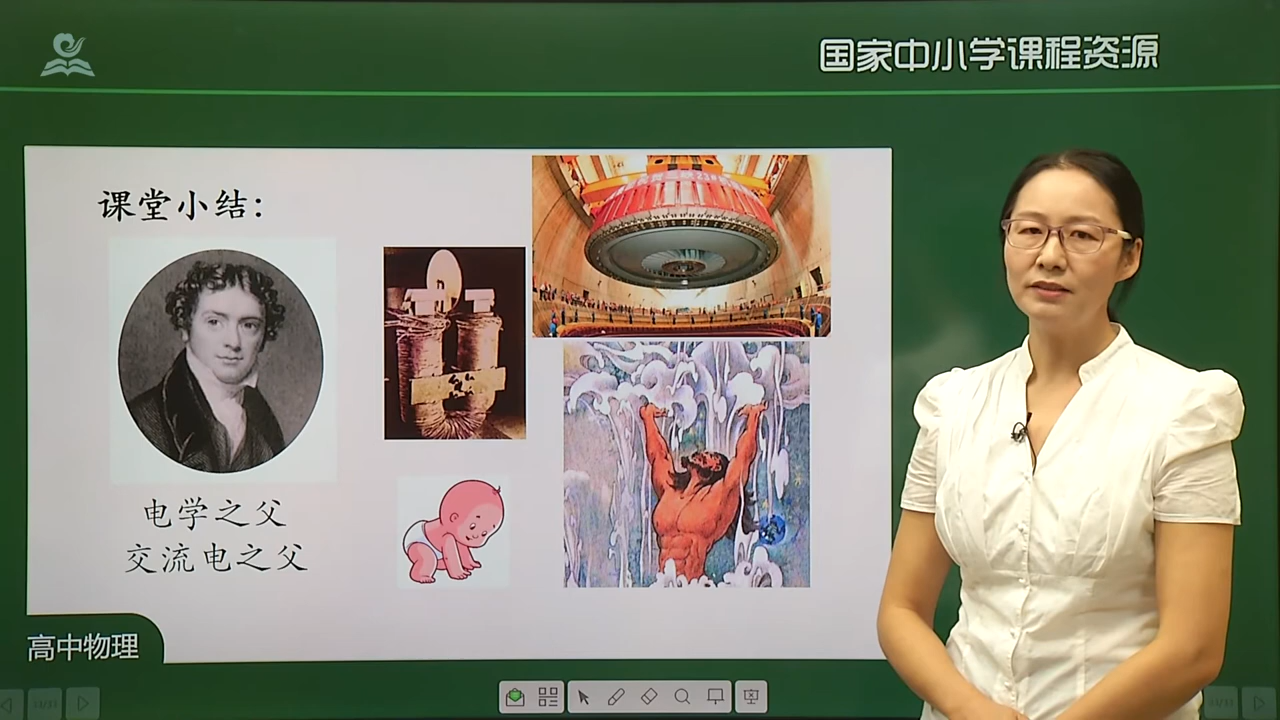 国家中小学课程资源
课堂小结：
电学之父
交流电之父
高中物理